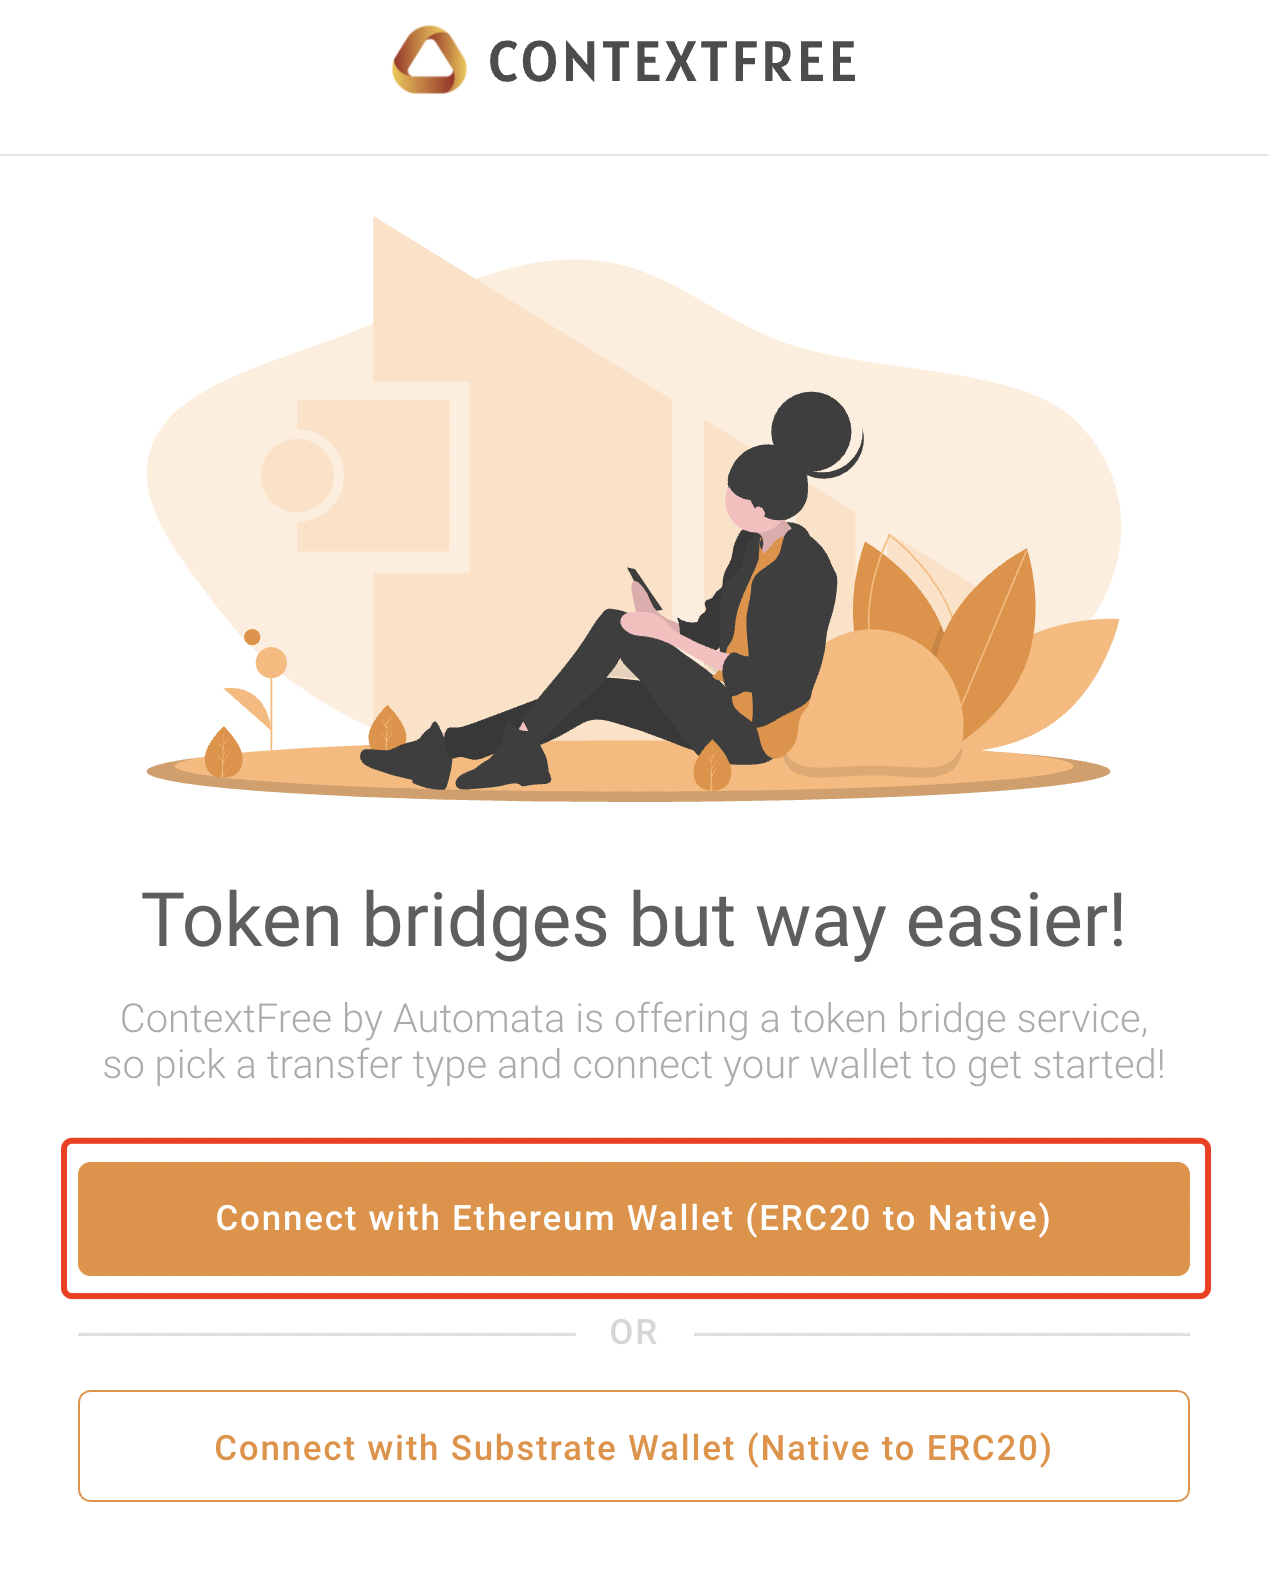 CONTEXTFREE
Token bridges but way easier!
ContextFree by Automata is offering a token bridge service,
so pick a transfer type and connect your wallet to get started!
Connect with Ethereum Wallet (ERC20 to Native)
OR
Connect with Substrate Wallet (Native to ERC20)